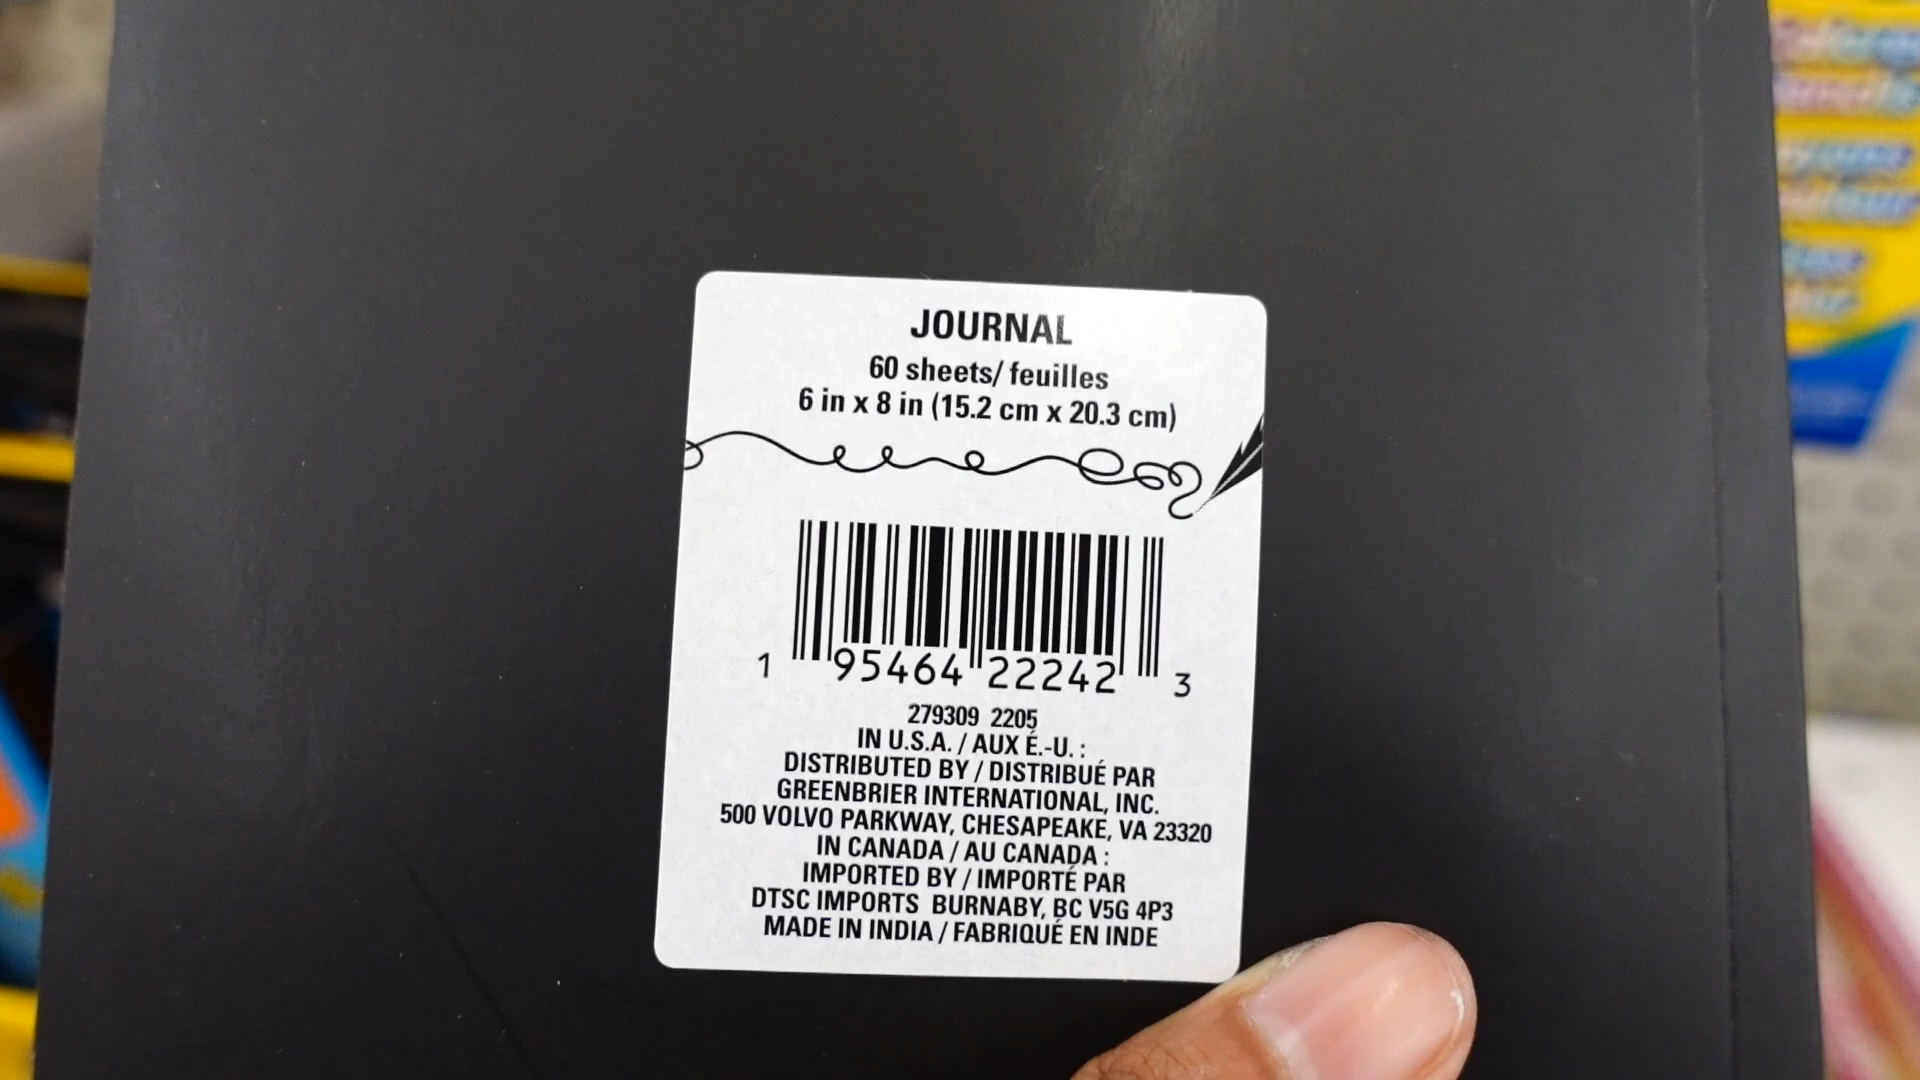 JOURNAL
60 sheets/ feuilles
6 in x 8 in (15.2 cm x 20.3 cm)
1 95464 22242 3
279309 2205
IN U.S.A. / AUX É.-U. :
DISTRIBUTED BY / DISTRIBUÉ PAR
GREENBRIER INTERNATIONAL, INC.
500 VOLVO PARKWAY, CHESAPEAKE, VA 23320
IN CANADA / AU CANADA :
IMPORTED BY / IMPORTÉ PAR
DTSC IMPORTS BURNABY, BC V5G 4P3
MADE IN INDIA / FABRIQUÉ EN INDE